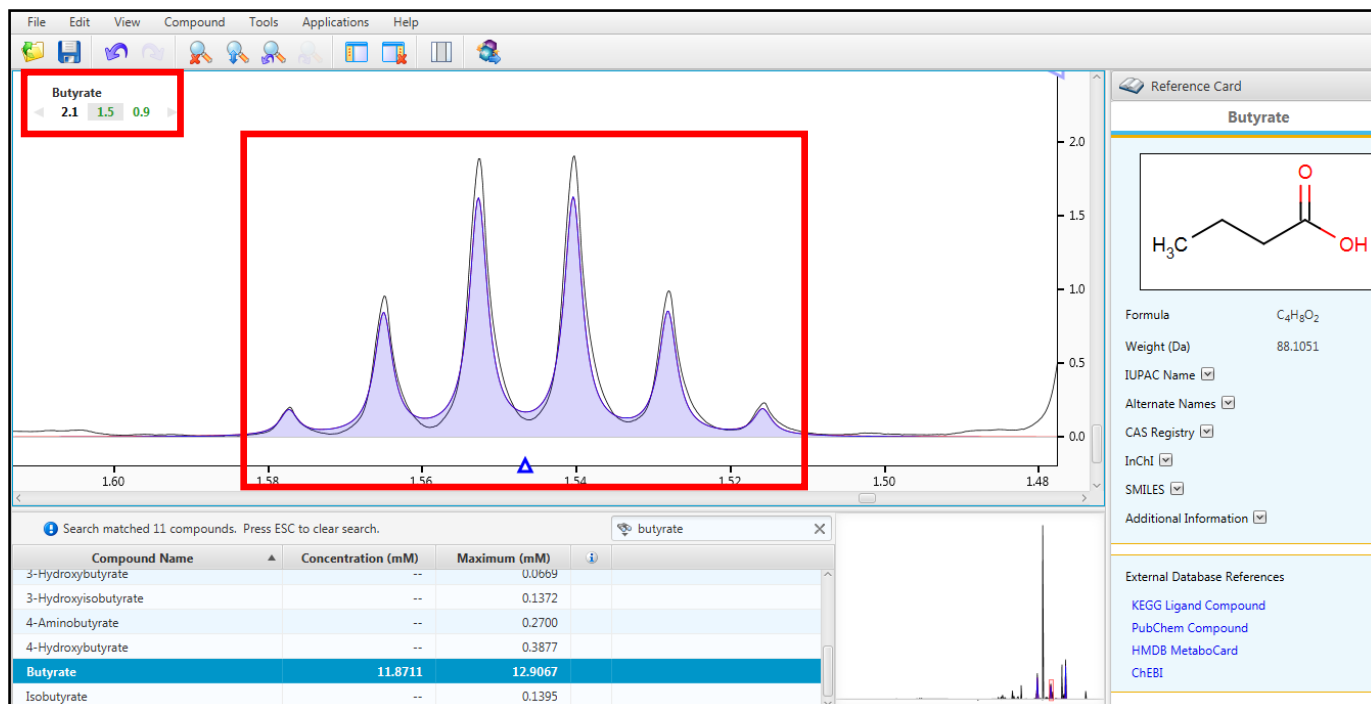 File Edit View Compound Tools Applications Help
Butyrate
2.1 1.5 0.9
2.0
1.5
1.0
0.5
0.0
1.60 1.58 1.56 1.54 1.52 1.50 1.48
Reference Card
Butyrate
O
H3C OH
Formula C4H8O2
Weight (Da) 88.1051
IUPAC Name
Alternate Names
CAS Registry
InChI
SMILES
Additional Information
External Database References
KEGG Ligand Compound
PubChem Compound
HMDB MetaboCard
ChEBI
Search matched 11 compounds. Press ESC to clear search. butyrate
Compound Name Concentration (mM) Maximum (mM)
3-Hydroxybutyrate -- 0.0669
3-Hydroxyisobutyrate -- 0.1372
4-Aminobutyrate -- 0.2700
4-Hydroxybutyrate -- 0.3877
Butyrate 11.8711 12.9067
Isobutyrate -- 0.1395